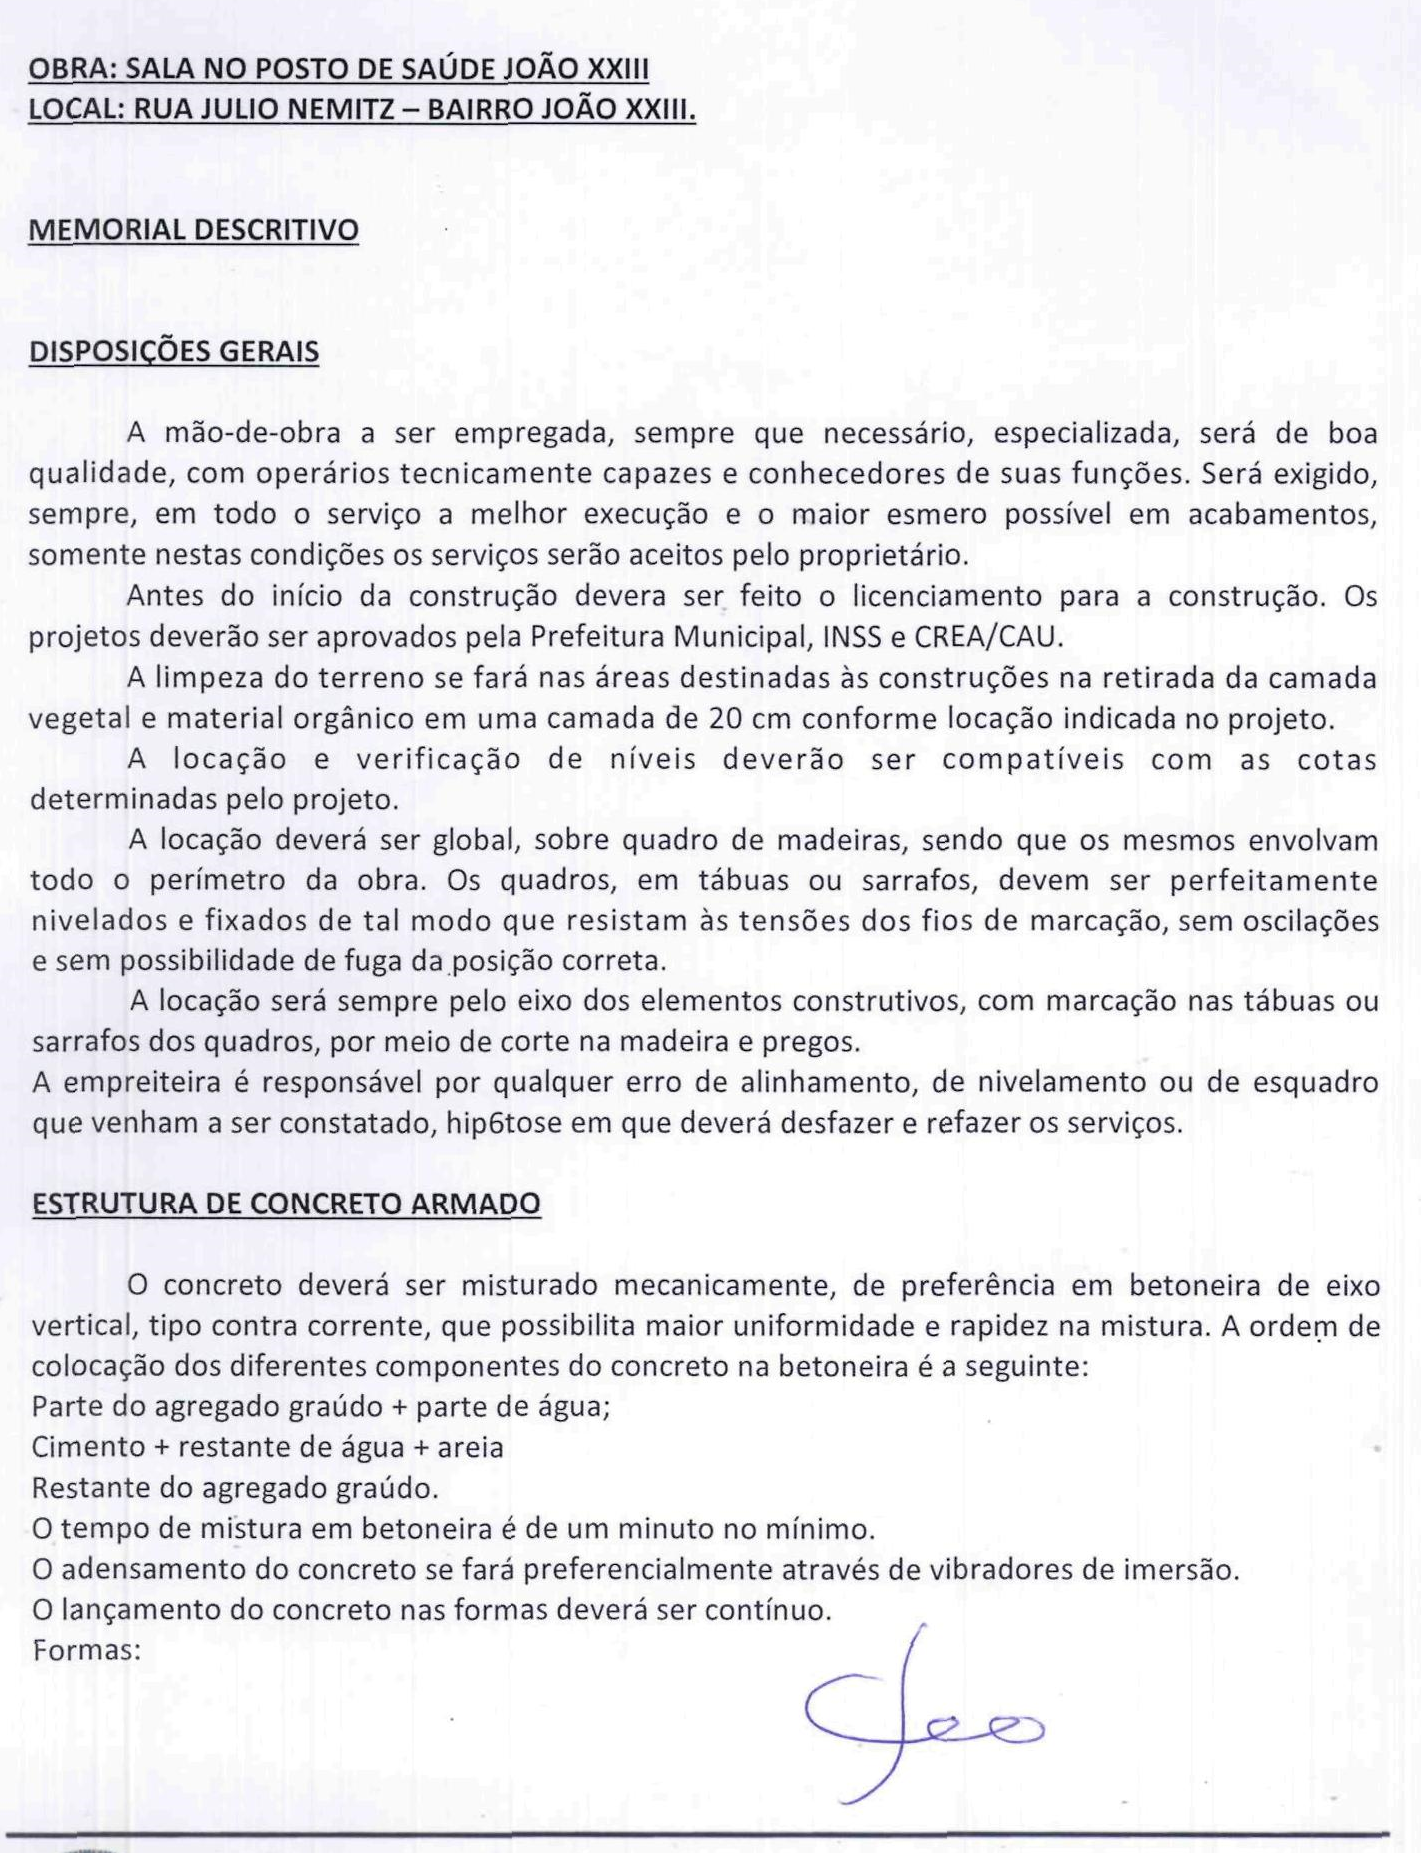 OBRA: SALA NO POSTO DE SAÚDE JOÃO XXIII
LOCAL: RUA JULIO NEMITZ – BAIRRO JOÃO XXIII.
MEMORIAL DESCRITIVO
DISPOSIÇÕES GERAIS
A mão-de-obra a ser empregada, sempre que necessário, especializada, será de boa
qualidade, com operários tecnicamente capazes e conhecedores de suas funções. Será exigido,
sempre, em todo o serviço a melhor execução e o maior esmero possível em acabamentos,
somente nestas condições os serviços serão aceitos pelo proprietário.
Antes do início da construção devera ser feito o licenciamento para a construção. Os
projetos deverão ser aprovados pela Prefeitura Municipal, INSS e CREA/CAU.
A limpeza do terreno se fará nas áreas destinadas às construções na retirada da camada
vegetal e material orgânico em uma camada de 20 cm conforme locação indicada no projeto.
A locação e verificação de níveis deverão ser compatíveis com as cotas
determinadas pelo projeto.
A locação deverá ser global, sobre quadro de madeiras, sendo que os mesmos envolvam
todo o perímetro da obra. Os quadros, em tábuas ou sarrafos, devem ser perfeitamente
nivelados e fixados de tal modo que resistam às tensões dos fios de marcação, sem oscilações
e sem possibilidade de fuga da posição correta.
A locação será sempre pelo eixo dos elementos construtivos, com marcação nas tábuas ou
sarrafos dos quadros, por meio de corte na madeira e pregos.
A empreiteira é responsável por qualquer erro de alinhamento, de nivelamento ou de esquadro
que venham a ser constatado, hip6tose em que deverá desfazer e refazer os serviços.
ESTRUTURA DE CONCRETO ARMADO
O concreto deverá ser misturado mecanicamente, de preferência em betoneira de eixo
vertical, tipo contra corrente, que possibilita maior uniformidade e rapidez na mistura. A ordem de
colocação dos diferentes componentes do concreto na betoneira é a seguinte:
Parte do agregado graúdo + parte de água;
Cimento + restante de água + areia
Restante do agregado graúdo.
O tempo de mistura em betoneira é de um minuto no mínimo.
O adensamento do concreto se fará preferencialmente através de vibradores de imersão.
O lançamento do concreto nas formas deverá ser contínuo.
Formas: